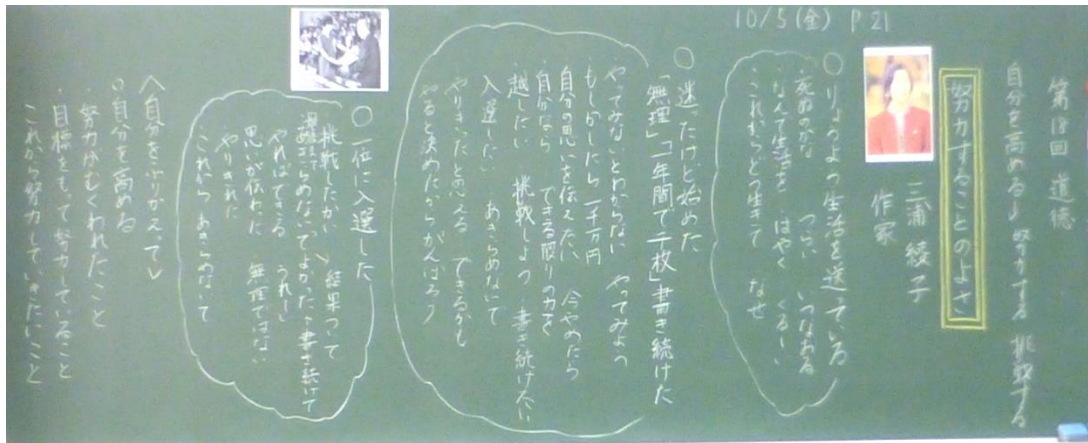 10/5(金) P21
第18回 道徳
自分を高める→努力する 挑戦する
努力することのよさ
三浦 綾子
作家
○りょうよう生活を送っている
死ぬのかな つらい いつなおる
なんて生活を はやく くるしい
これからどう生きて なぜ
○迷ったけど始めた
「無理」「一年間で千枚」書き続けた
やってみないとわからない やってみよう
もしかしたら一千万円
自分の思いを伝えたい 今やめたら
自分なら できる限りの力で
越したい 挑戦しよう 書き続けたい
入選したい あきらめないで
やりきったと思える できるかも
やると決めたからがんばろう
○一位に入選した
挑戦したかい 結果って
あきらめないでよかった 書き続けて
やればできる うれしい
思いが伝わった 無理ではない
やりきれた
これからも あきらめないで
〈自分をふりかえって〉
○自分を高める
・努力がむくわれたこと
・目標をもって努力していること
・これから努力していきたいこと